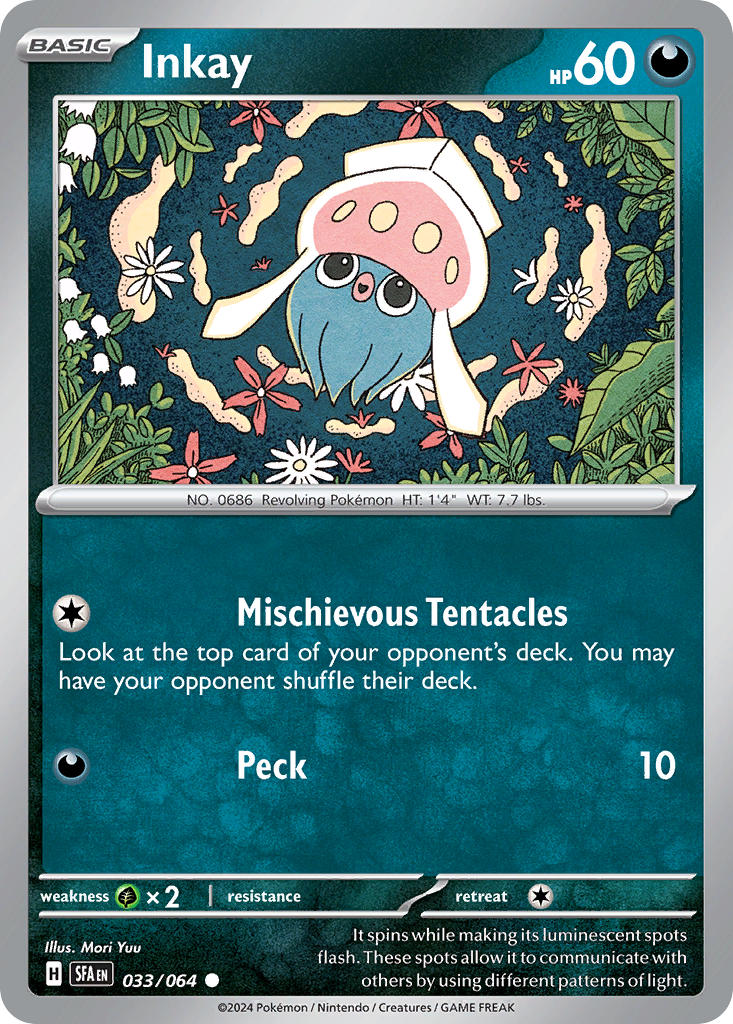 BASIC
Inkay
HP60
NO. 0686 Revolving Pokémon HT: 1'4" WT: 7.7 lbs.
Mischievous Tentacles
Look at the top card of your opponent's deck. You may
have your opponent shuffle their deck.
Peck 10
weakness ×2 resistance retreat
Illus. Mori Yuu
H SFA EN 033/064
It spins while making its luminescent spots
flash. These spots allow it to communicate with
others by using different patterns of light.
©2024 Pokémon / Nintendo / Creatures / GAME FREAK